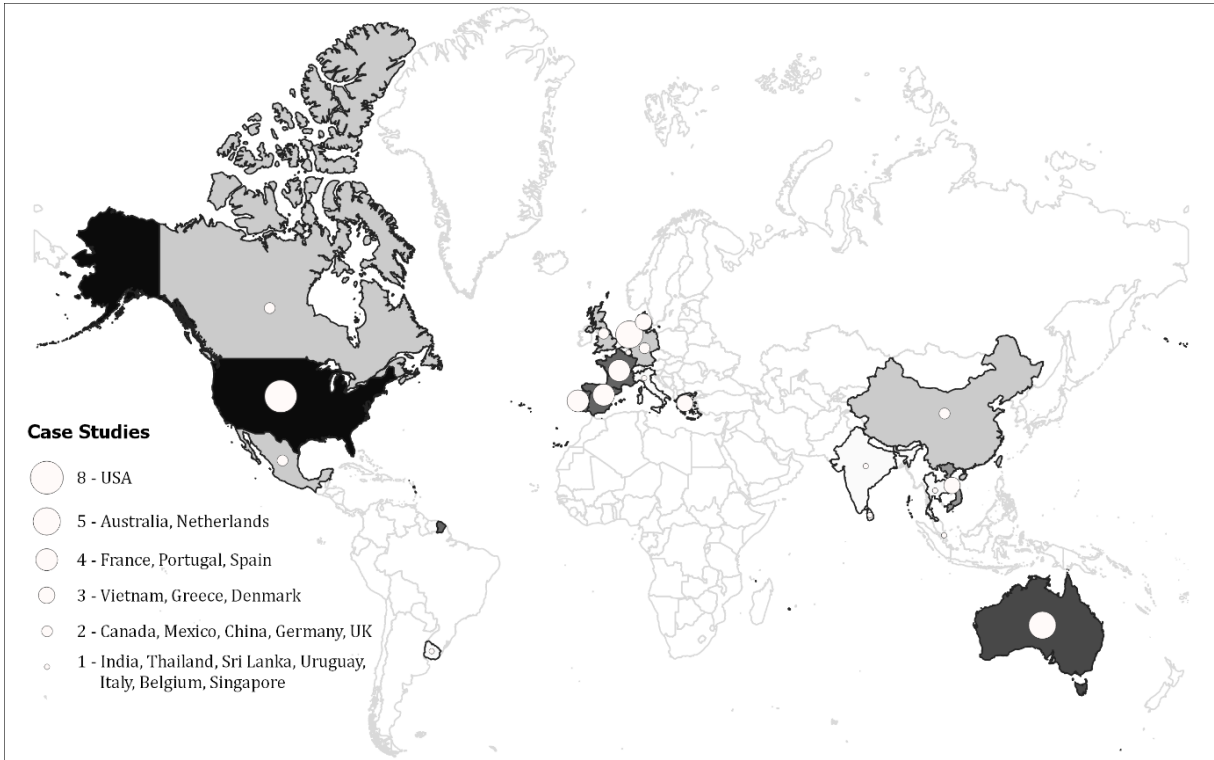 Case Studies
8 - USA
5 - Australia, Netherlands
4 - France, Portugal, Spain
3 - Vietnam, Greece, Denmark
2 - Canada, Mexico, China, Germany, UK
1 - India, Thailand, Sri Lanka, Uruguay,
Italy, Belgium, Singapore